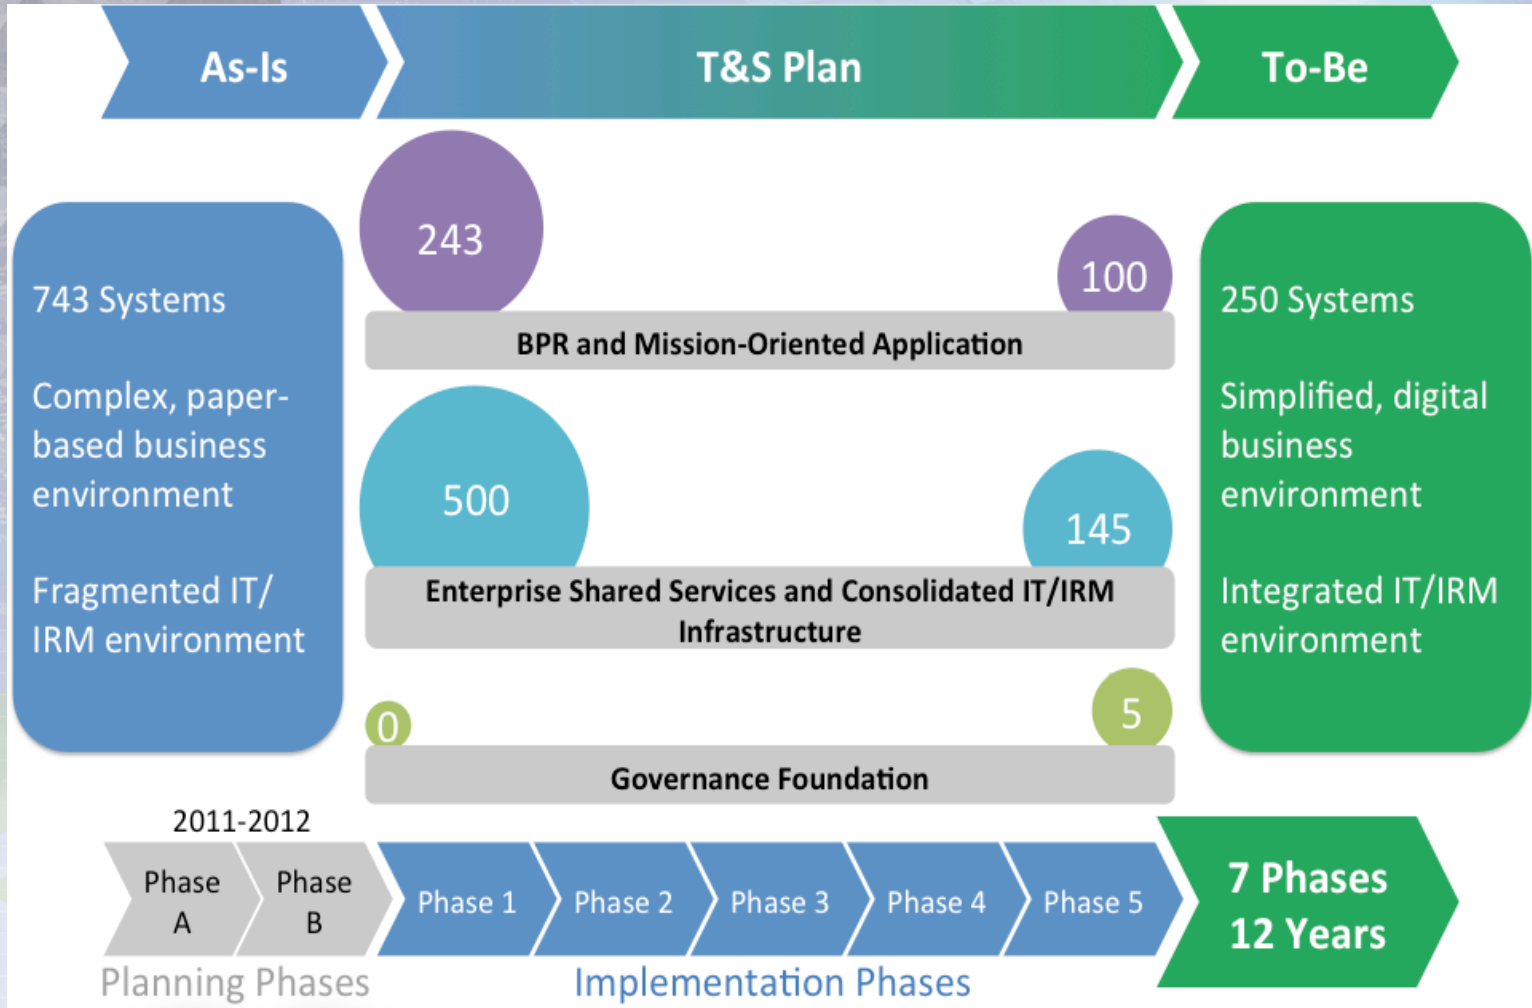 As-Is
T&S Plan
To-Be
743 Systems
Complex, paper-
based business
environment
Fragmented IT/
IRM environment
243
100
BPR and Mission-Oriented Application
500
145
Enterprise Shared Services and Consolidated IT/IRM
Infrastructure
0
5
Governance Foundation
250 Systems
Simplified, digital
business
environment
Integrated IT/IRM
environment
2011-2012
Phase
A
Phase
B
Phase 1
Phase 2
Phase 3
Phase 4
Phase 5
7 Phases
12 Years
Planning Phases
Implementation Phases